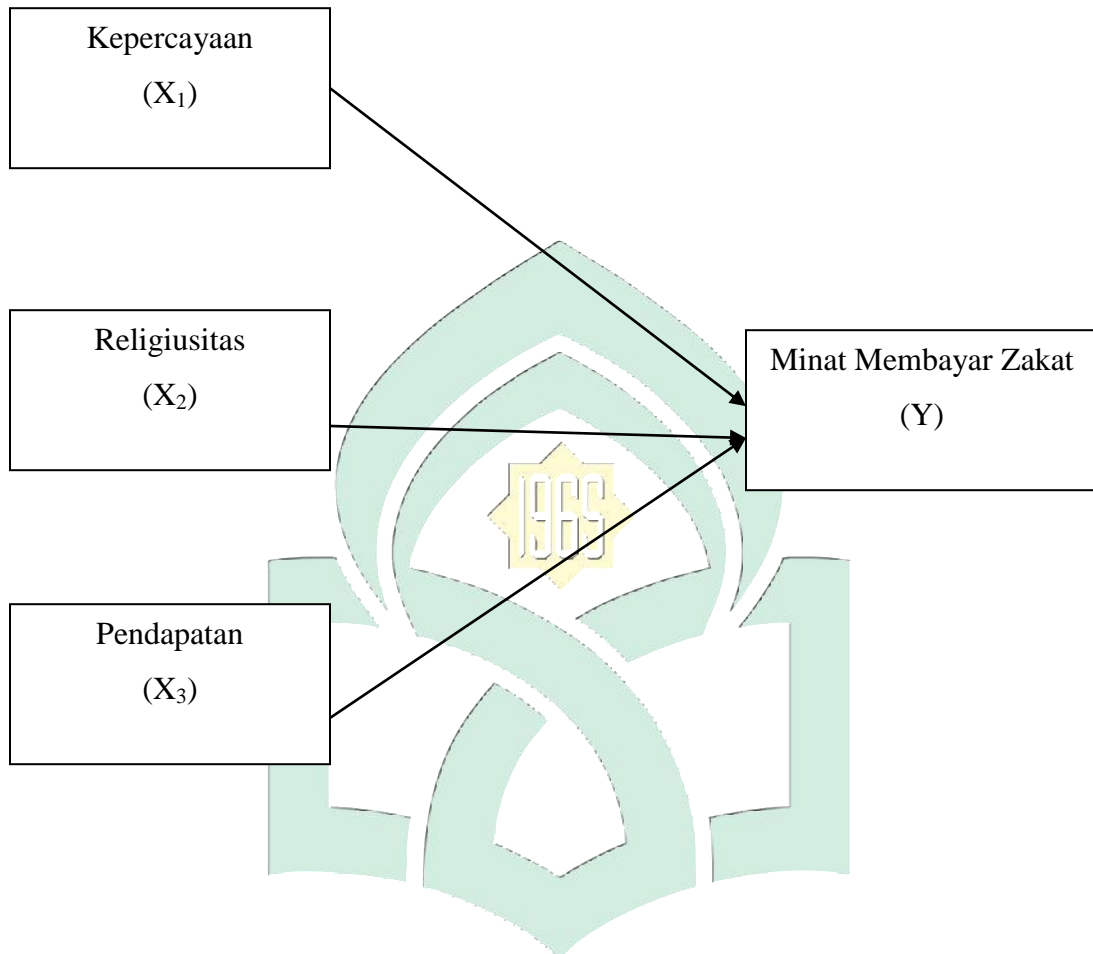 Kepercayaan
(X₁)
Religiusitas
(X₂)
Minat Membayar Zakat
(Y)
1965
Pendapatan
(X₃)